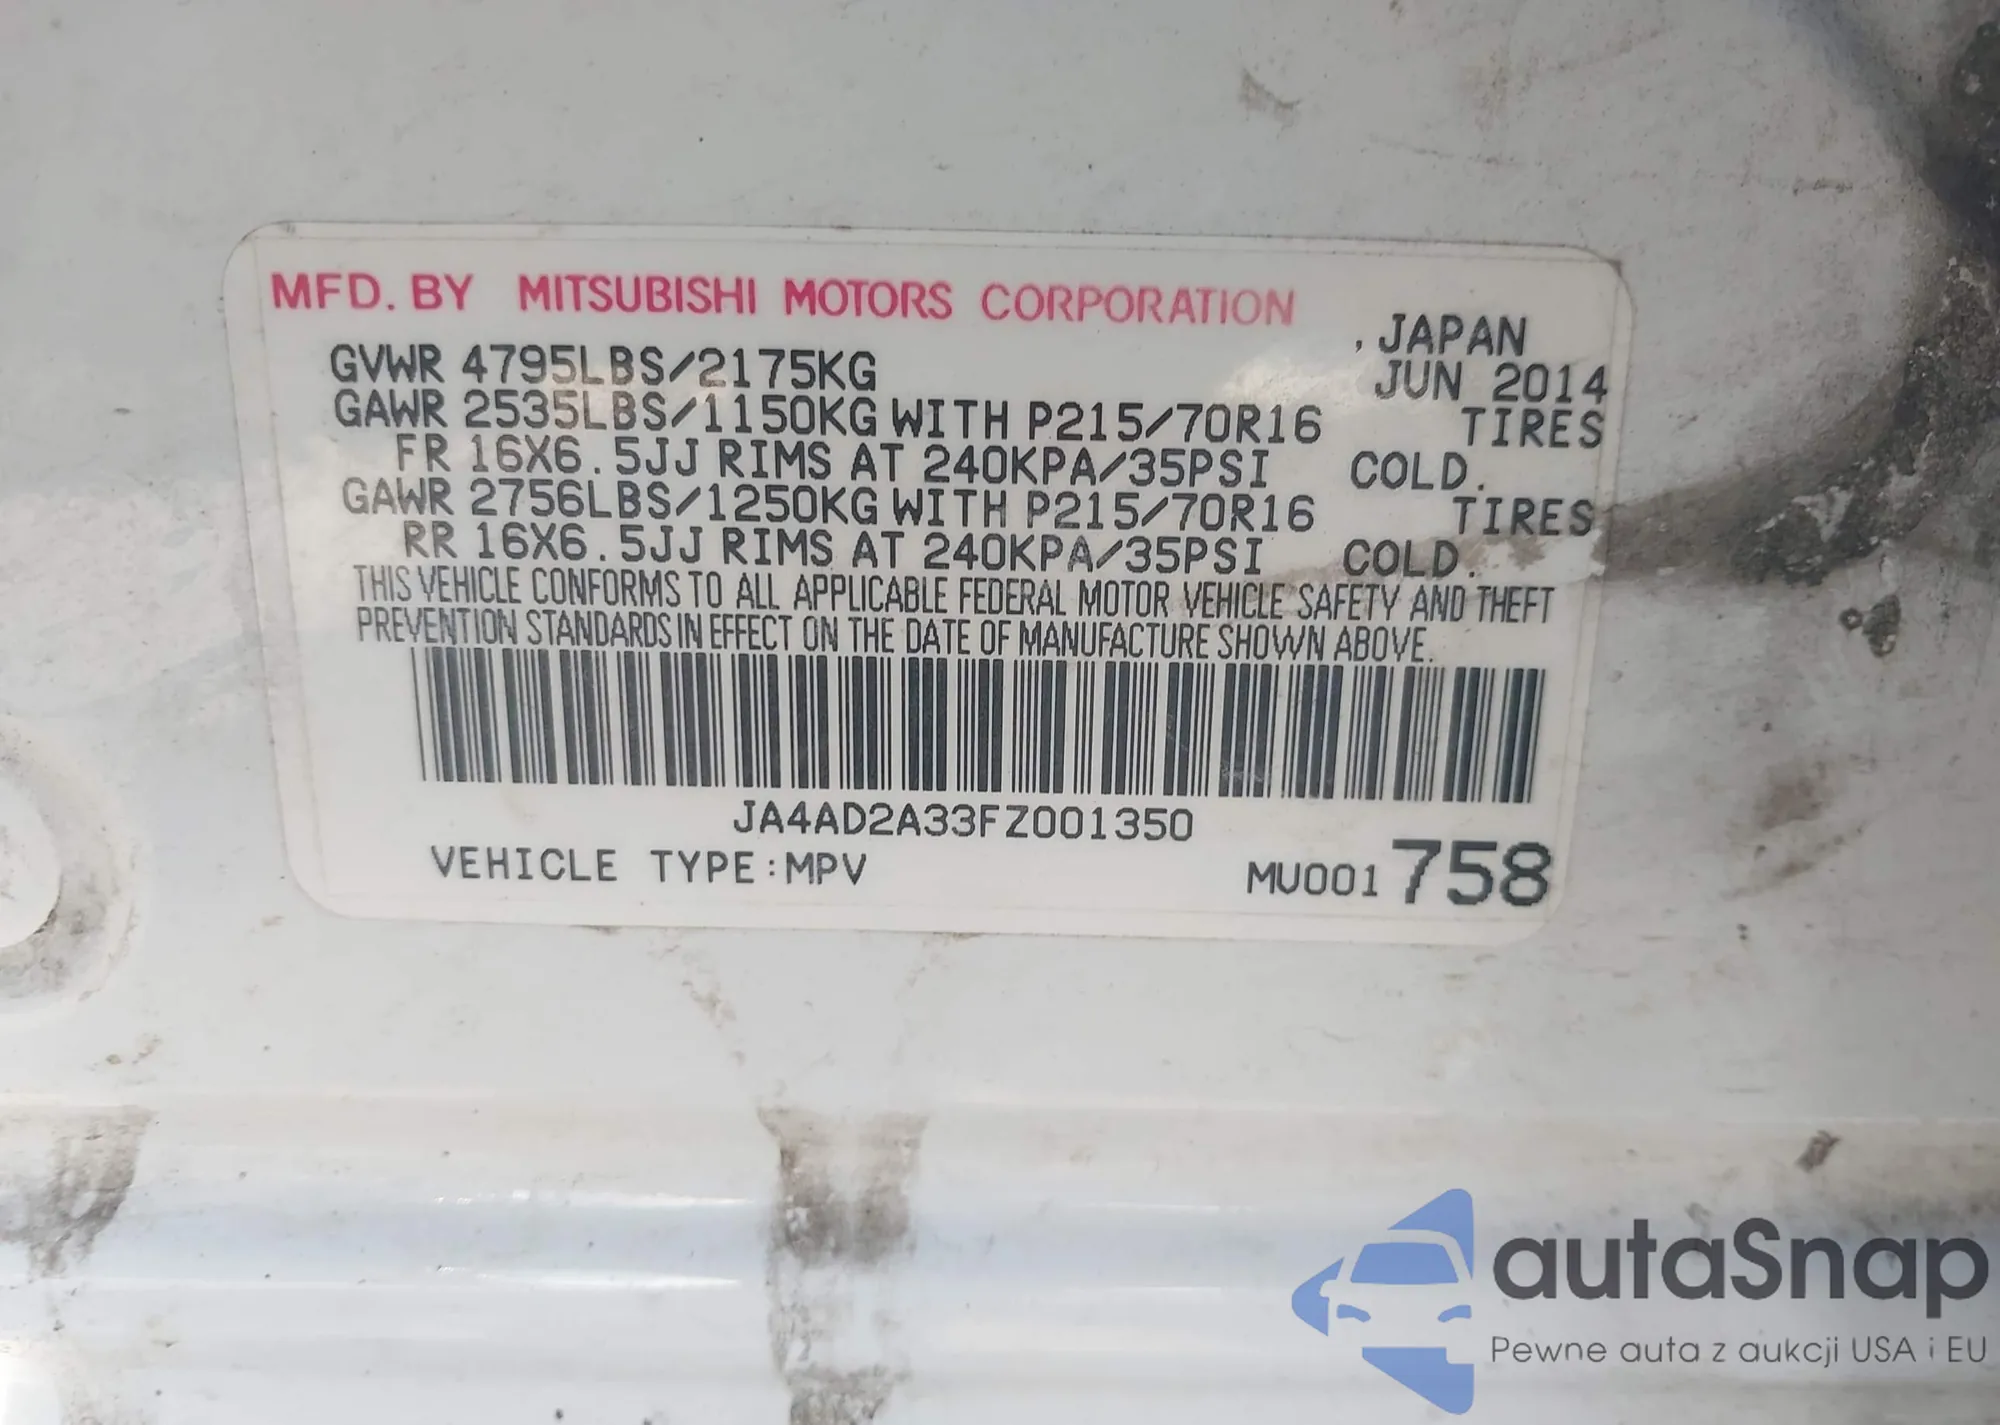 MFD. BY MITSUBISHI MOTORS CORPORATION
, JAPAN
GVWR 4795LBS/2175KG JUN 2014
GAWR 2535LBS/1150KG WITH P215/70R16 TIRES
FR 16X6.5JJ RIMS AT 240KPA/35PSI COLD.
GAWR 2756LBS/1250KG WITH P215/70R16 TIRES
RR 16X6.5JJ RIMS AT 240KPA/35PSI COLD.
THIS VEHICLE CONFORMS TO ALL APPLICABLE FEDERAL MOTOR VEHICLE SAFETY AND THEFT
PREVENTION STANDARDS IN EFFECT ON THE DATE OF MANUFACTURE SHOWN ABOVE.
JA4AD2A33FZ001350
VEHICLE TYPE:MPV MU001 758
autaSnap
Pewne auta z aukcji USA i EU